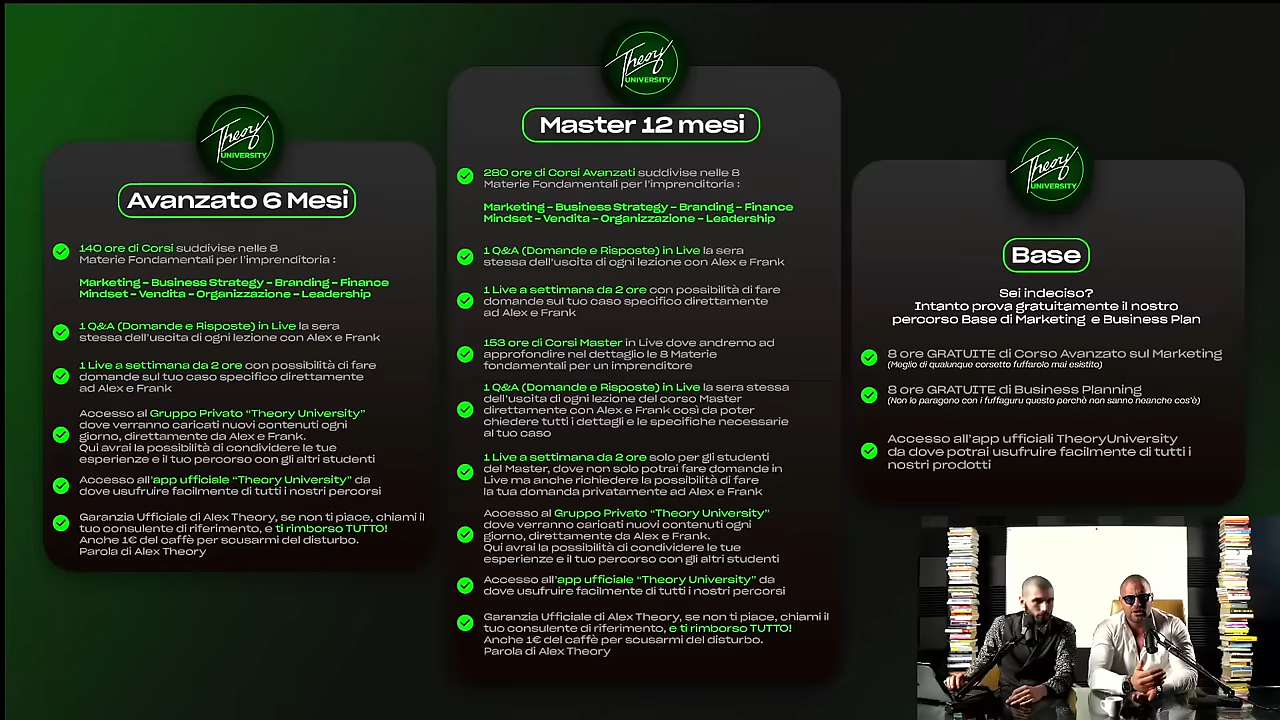 Theory
UNIVERSITY
Avanzato 6 Mesi
140 ore di Corsi suddivise nelle 8
Materie Fondamentali per l'imprenditoria :
Marketing – Business Strategy – Branding – Finance
Mindset – Vendita – Organizzazione – Leadership
1 Q&A (Domande e Risposte) in Live la sera
stessa dell'uscita di ogni lezione con Alex e Frank
1 Live a settimana da 2 ore con possibilità di fare
domande sul tuo caso specifico direttamente
ad Alex e Frank
Accesso al Gruppo Privato “Theory University”
dove verranno caricati nuovi contenuti ogni
giorno, direttamente da Alex e Frank.
Qui avrai la possibilità di condividere le tue
esperienze e il tuo percorso con gli altri studenti
Accesso all'app ufficiale “Theory University” da
dove usufruire facilmente di tutti i nostri percorsi
Garanzia Ufficiale di Alex Theory, se non ti piace, chiami il
tuo consulente di riferimento, e ti rimborso TUTTO!
Anche 1€ del caffè per scusarmi del disturbo.
Parola di Alex Theory
Theory
UNIVERSITY
Master 12 mesi
280 ore di Corsi Avanzati suddivise nelle 8
Materie Fondamentali per l'imprenditoria :
Marketing – Business Strategy – Branding – Finance
Mindset – Vendita – Organizzazione – Leadership
1 Q&A (Domande e Risposte) in Live la sera
stessa dell'uscita di ogni lezione con Alex e Frank
1 Live a settimana da 2 ore con possibilità di fare
domande sul tuo caso specifico direttamente
ad Alex e Frank
153 ore di Corsi Master in Live dove andremo ad
approfondire nel dettaglio le 8 Materie
fondamentali per un imprenditore
1 Q&A (Domande e Risposte) in Live la sera stessa
dell'uscita di ogni lezione del corso Master
direttamente con Alex e Frank così da poter
chiedere tutti i dettagli e le specifiche necessarie
al tuo caso
1 Live a settimana da 2 ore solo per gli studenti
del Master, dove non solo potrai fare domande in
Live ma anche richiedere la possibilità di fare
la tua domanda privatamente ad Alex e Frank
Accesso al Gruppo Privato “Theory University”
dove verranno caricati nuovi contenuti ogni
giorno, direttamente da Alex e Frank.
Qui avrai la possibilità di condividere le tue
esperienze e il tuo percorso con gli altri studenti
Accesso all'app ufficiale “Theory University” da
dove usufruire facilmente di tutti i nostri percorsi
Garanzia Ufficiale di Alex Theory, se non ti piace, chiami il
tuo consulente di riferimento, e ti rimborso TUTTO!
Anche 1€ del caffè per scusarmi del disturbo.
Parola di Alex Theory
Theory
UNIVERSITY
Base
Sei indeciso?
Intanto prova gratuitamente il nostro
percorso Base di Marketing e Business Plan
8 ore GRATUITE di Corso Avanzato sul Marketing
(Meglio di qualunque corsetto fuffarolo mai esistito)
8 ore GRATUITE di Business Planning
(Non lo paragono con i fuffaguru questo perchè non sanno neanche cos'è)
Accesso all'app ufficiali TheoryUniversity
da dove potrai usufruire facilmente di tutti i
nostri prodotti